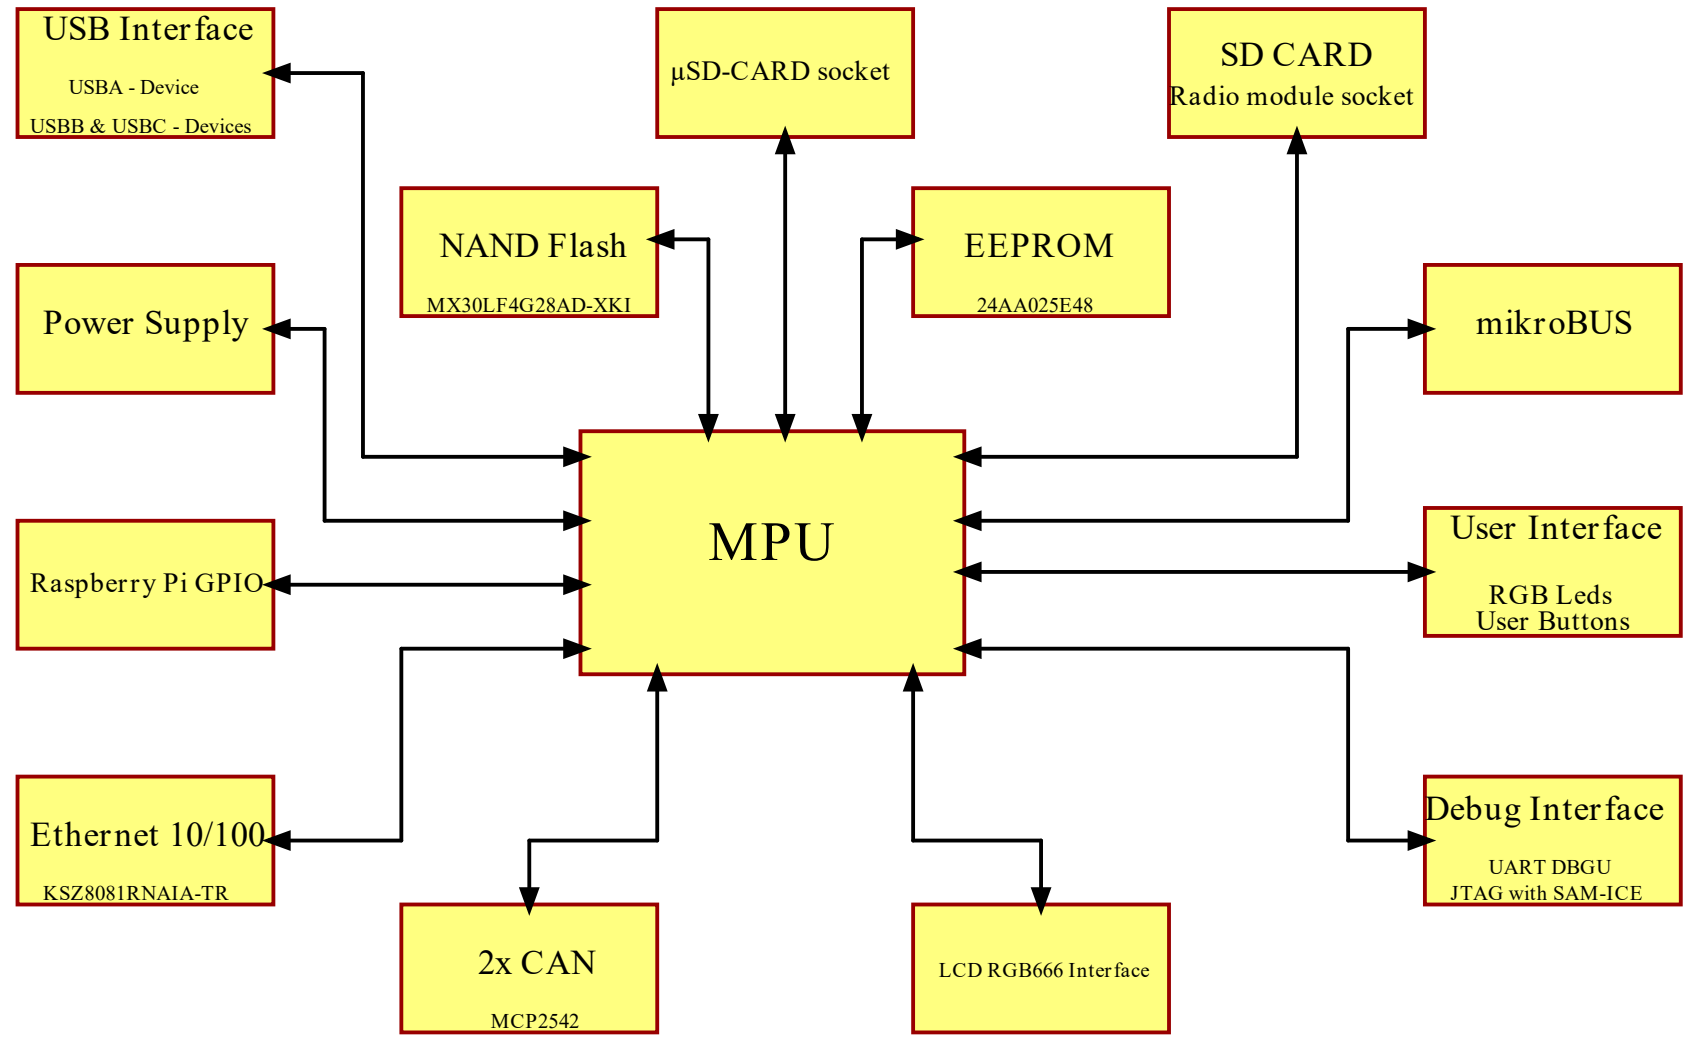 USB Interface
USBA - Device
USBB & USBC - Devices
µSD-CARD socket
SD CARD
Radio module socket
NAND Flash
MX30LF4G28AD-XKI
EEPROM
24AA025E48
Power Supply
mikroBUS
MPU
Raspberry Pi GPIO
User Interface
RGB Leds
User Buttons
Ethernet 10/100
KSZ8081RNAIA-TR
Debug Interface
UART DBGU
JTAG with SAM-ICE
2x CAN
MCP2542
LCD RGB666 Interface